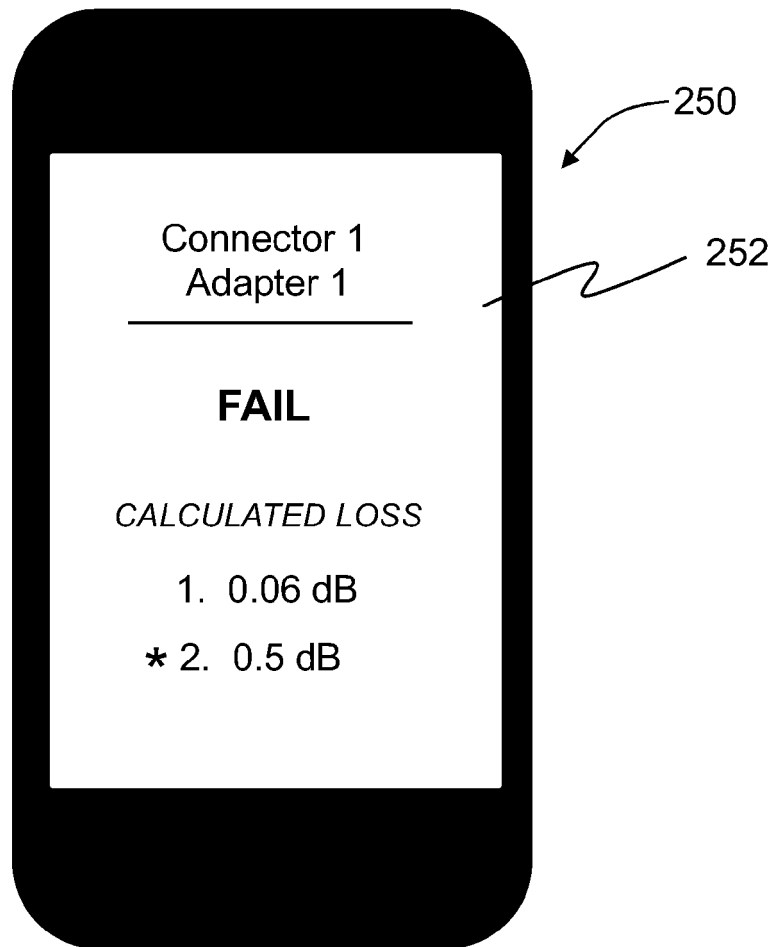 250
Connector 1
Adapter 1
252
FAIL
CALCULATED LOSS
1. 0.06 dB
* 2. 0.5 dB